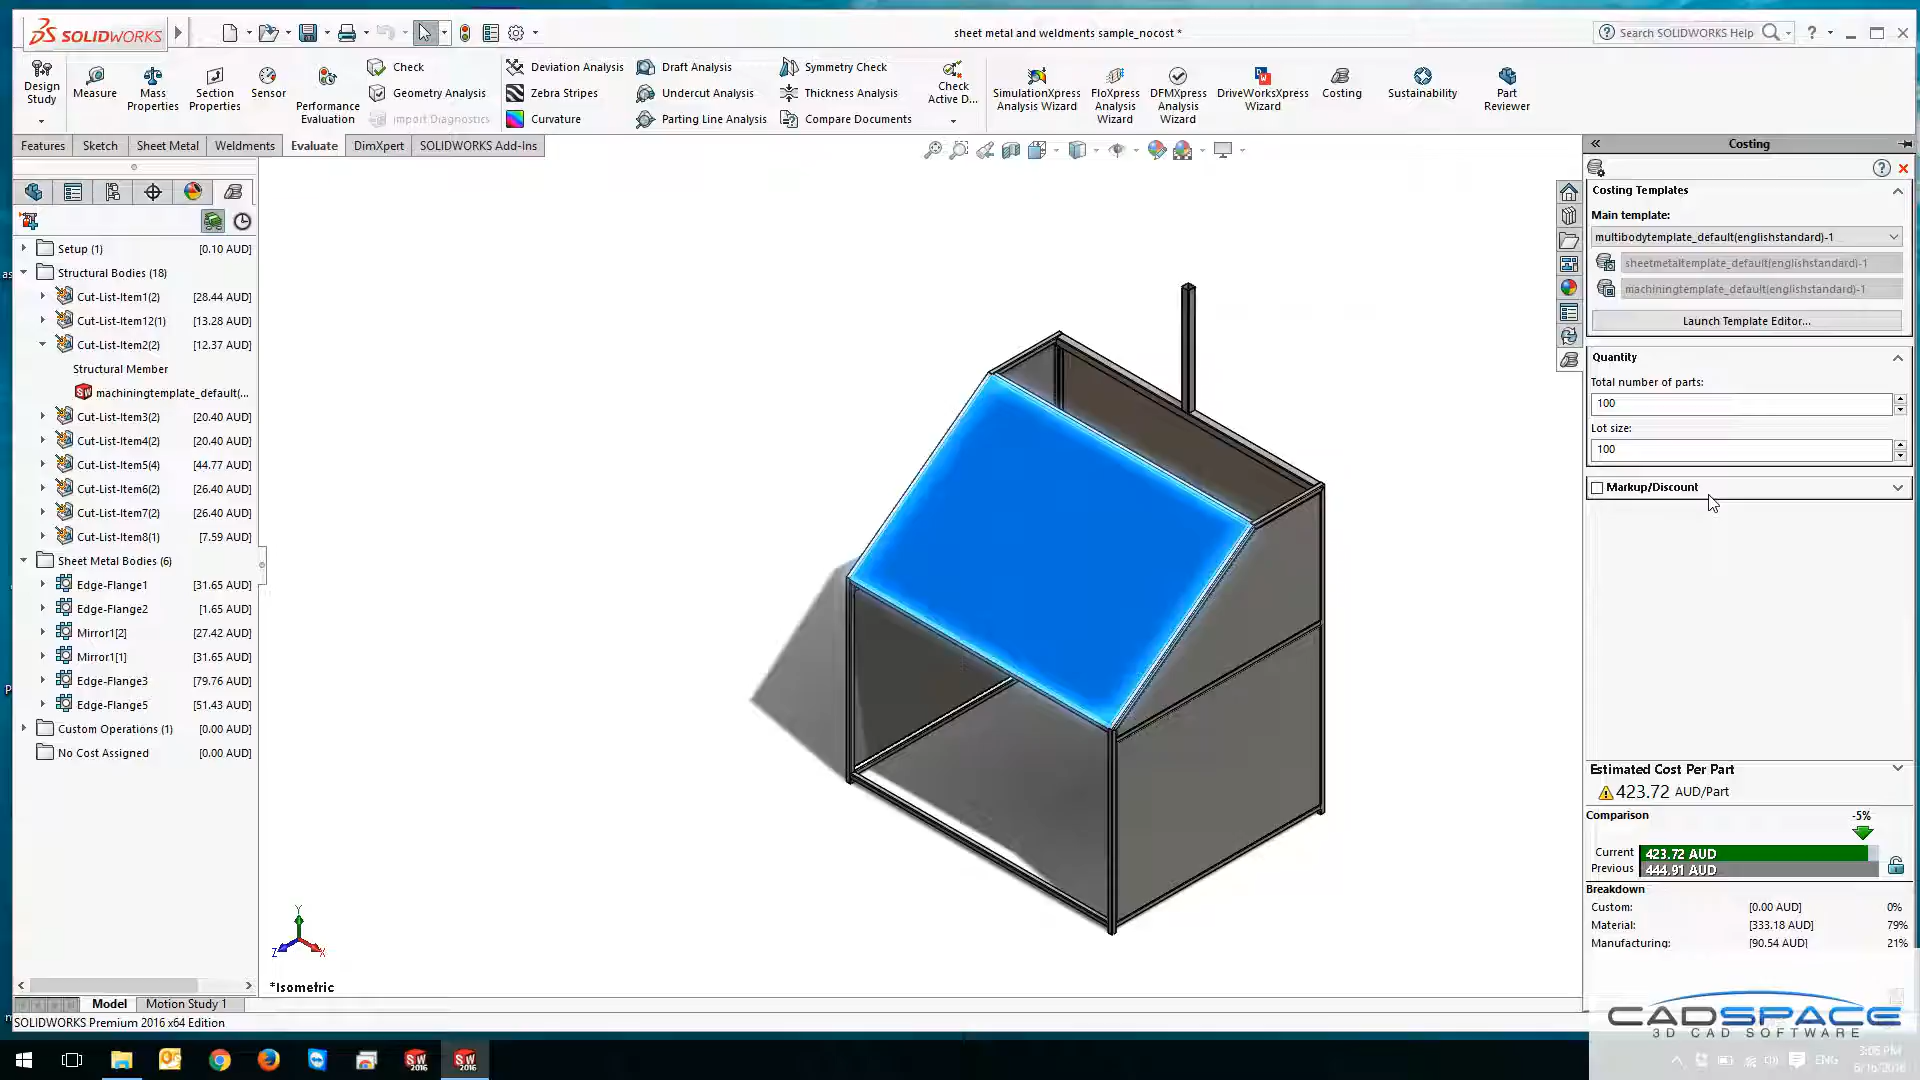 SOLIDWORKS
sheet metal and weldments sample_nocost *
Search SOLIDWORKS Help
Design Study
Measure
Mass Properties
Section Properties
Sensor
Performance Evaluation
Check
Geometry Analysis
Import Diagnostics
Deviation Analysis
Zebra Stripes
Curvature
Draft Analysis
Undercut Analysis
Parting Line Analysis
Symmetry Check
Thickness Analysis
Compare Documents
Check Active D...
SimulationXpress Analysis Wizard
FloXpress Analysis Wizard
DFMXpress Analysis Wizard
DriveWorksXpress Wizard
Costing
Sustainability
Part Reviewer
Features
Sketch
Sheet Metal
Weldments
Evaluate
DimXpert
SOLIDWORKS Add-Ins
Setup (1) [0.10 AUD]
Structural Bodies (18)
Cut-List-Item1(2) [28.44 AUD]
Cut-List-Item12(1) [13.28 AUD]
Cut-List-Item2(2) [12.37 AUD]
Structural Member
machiningtemplate_default(...
Cut-List-Item3(2) [20.40 AUD]
Cut-List-Item4(2) [20.40 AUD]
Cut-List-Item5(4) [44.77 AUD]
Cut-List-Item6(2) [26.40 AUD]
Cut-List-Item7(2) [26.40 AUD]
Cut-List-Item8(1) [7.59 AUD]
Sheet Metal Bodies (6)
Edge-Flange1 [31.65 AUD]
Edge-Flange2 [1.65 AUD]
Mirror1[2] [27.42 AUD]
Mirror1[1] [31.65 AUD]
Edge-Flange3 [79.76 AUD]
Edge-Flange5 [51.43 AUD]
Custom Operations (1) [0.00 AUD]
No Cost Assigned [0.00 AUD]
Y
Z
X
*Isometric
Costing
Costing Templates
Main template:
multibodytemplate_default(englishstandard)-1
sheetmetaltemplate_default(englishstandard)-1
machiningtemplate_default(englishstandard)-1
Launch Template Editor...
Quantity
Total number of parts:
100
Lot size:
100
Markup/Discount
Estimated Cost Per Part
423.72 AUD/Part
Comparison -5%
Current 423.72 AUD
Previous 444.91 AUD
Breakdown
Custom: [0.00 AUD] 0%
Material: [333.18 AUD] 79%
Manufacturing: [90.54 AUD] 21%
Model
Motion Study 1
SOLIDWORKS Premium 2016 x64 Edition
CADSPACE
3D CAD SOFTWARE
SW 2016
SW 2016
ENG
3:05 PM